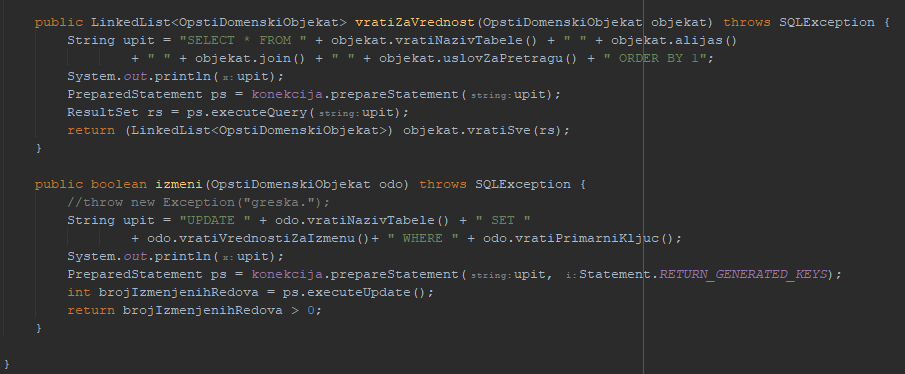 public LinkedList<OpstiDomenskiObjekat> vratiZaVrednost(OpstiDomenskiObjekat objekat) throws SQLException {
String upit = "SELECT * FROM " + objekat.vratiNazivTabele() + " " + objekat.alijas()
+ " " + objekat.join() + " " + objekat.uslovZaPretragu() + " ORDER BY 1";
System.out.println(x:upit);
PreparedStatement ps = konekcija.prepareStatement(string:upit);
ResultSet rs = ps.executeQuery(string:upit);
return (LinkedList<OpstiDomenskiObjekat>) objekat.vratiSve(rs);
}
public boolean izmeni(OpstiDomenskiObjekat odo) throws SQLException {
//throw new Exception("greska.");
String upit = "UPDATE " + odo.vratiNazivTabele() + " SET "
+ odo.vratiVrednostiZaIzmenu()+ " WHERE " + odo.vratiPrimarniKljuc();
System.out.println(x:upit);
PreparedStatement ps = konekcija.prepareStatement(string:upit, i:Statement.RETURN_GENERATED_KEYS);
int brojIzmenjenihRedova = ps.executeUpdate();
return brojIzmenjenihRedova > 0;
}
}